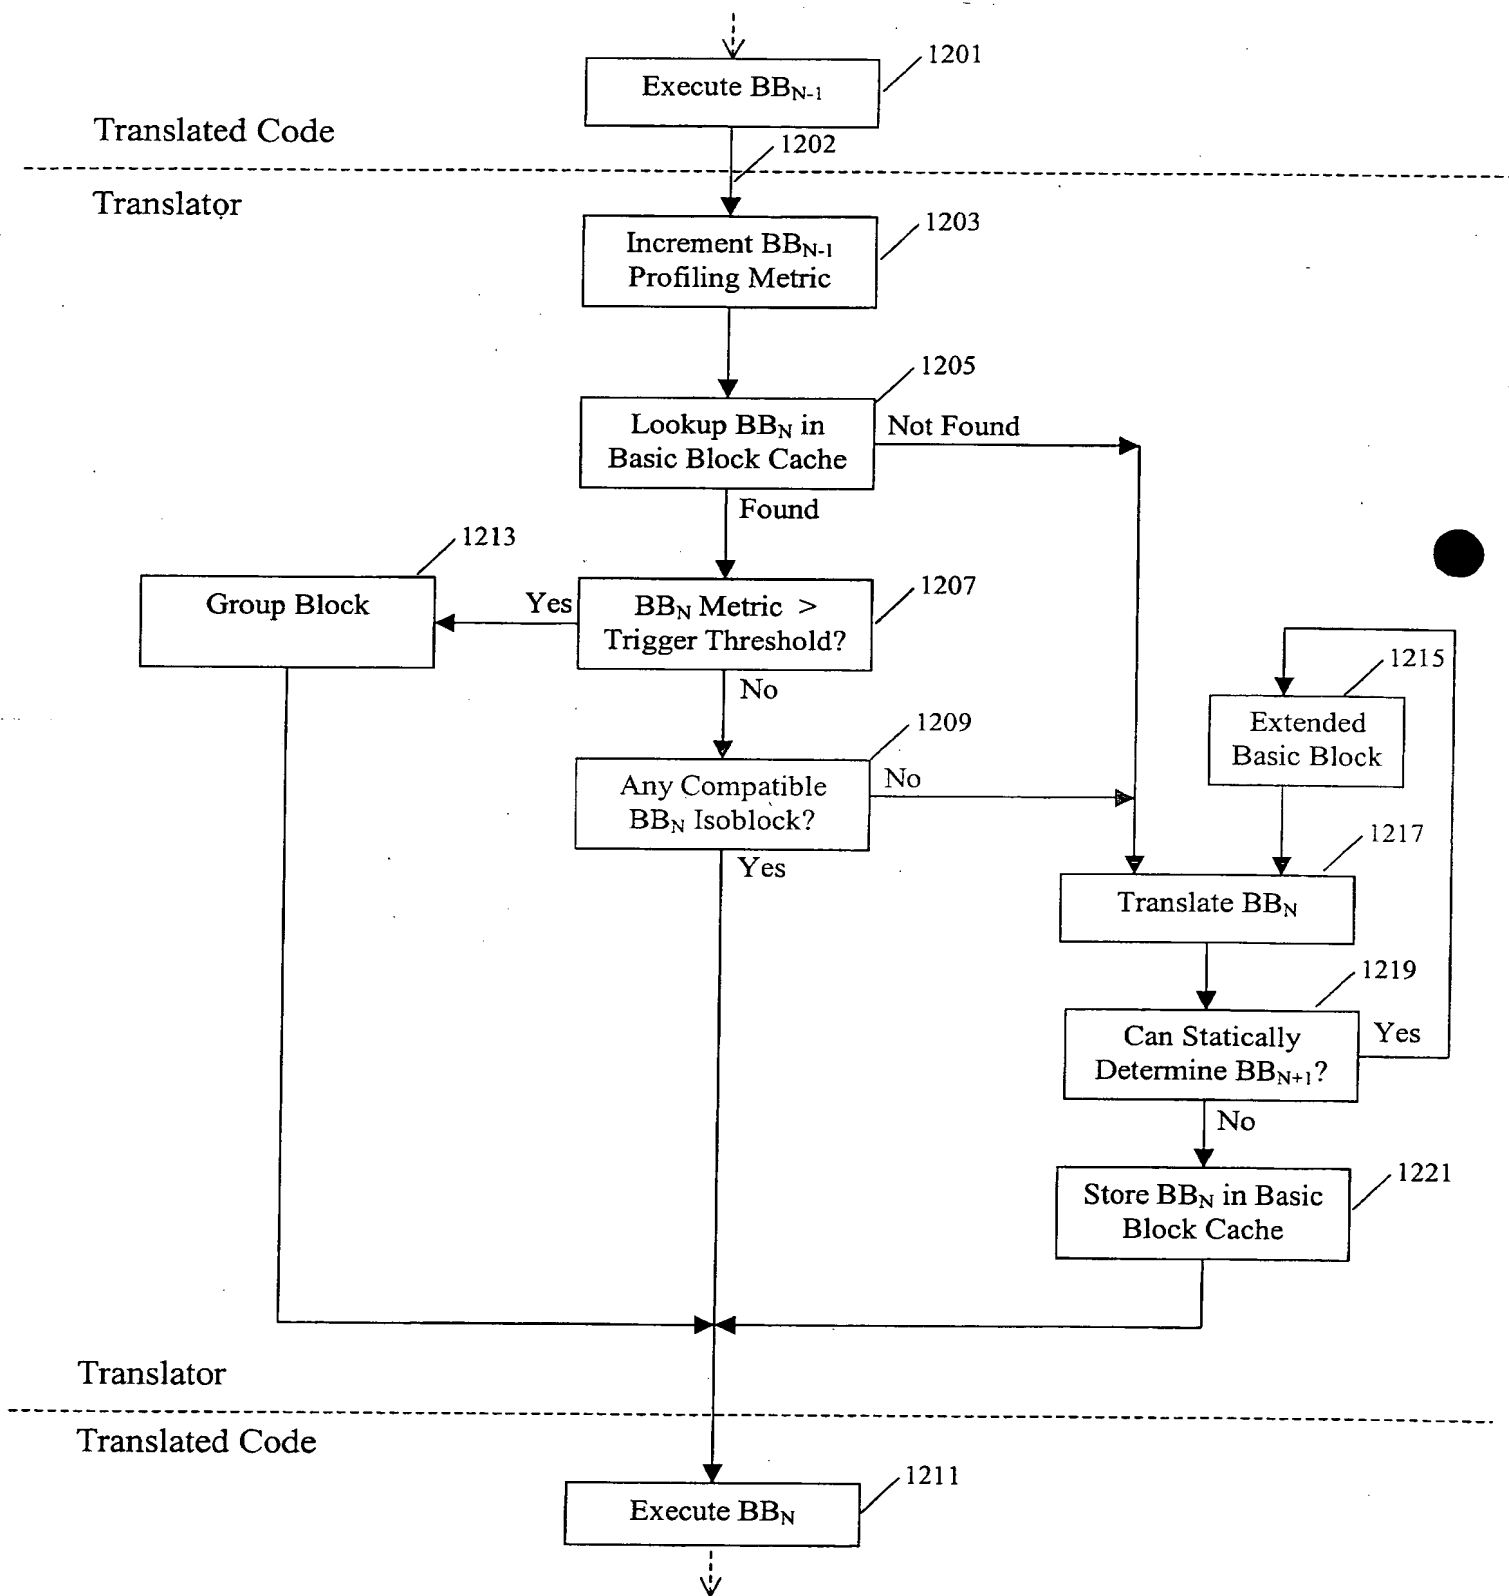 1201
Execute BBN-1
Translated Code
1202
Translator
1203
Increment BBN-1
Profiling Metric
1205
Lookup BBN in
Basic Block Cache
Not Found
Found
1213
Group Block
Yes
1207
BBN Metric >
Trigger Threshold?
No
1215
Extended
Basic Block
1209
Any Compatible
BBN Isoblock?
No
Yes
1217
Translate BBN
1219
Can Statically
Determine BBN+1?
Yes
No
1221
Store BBN in Basic
Block Cache
Translator
Translated Code
1211
Execute BBN